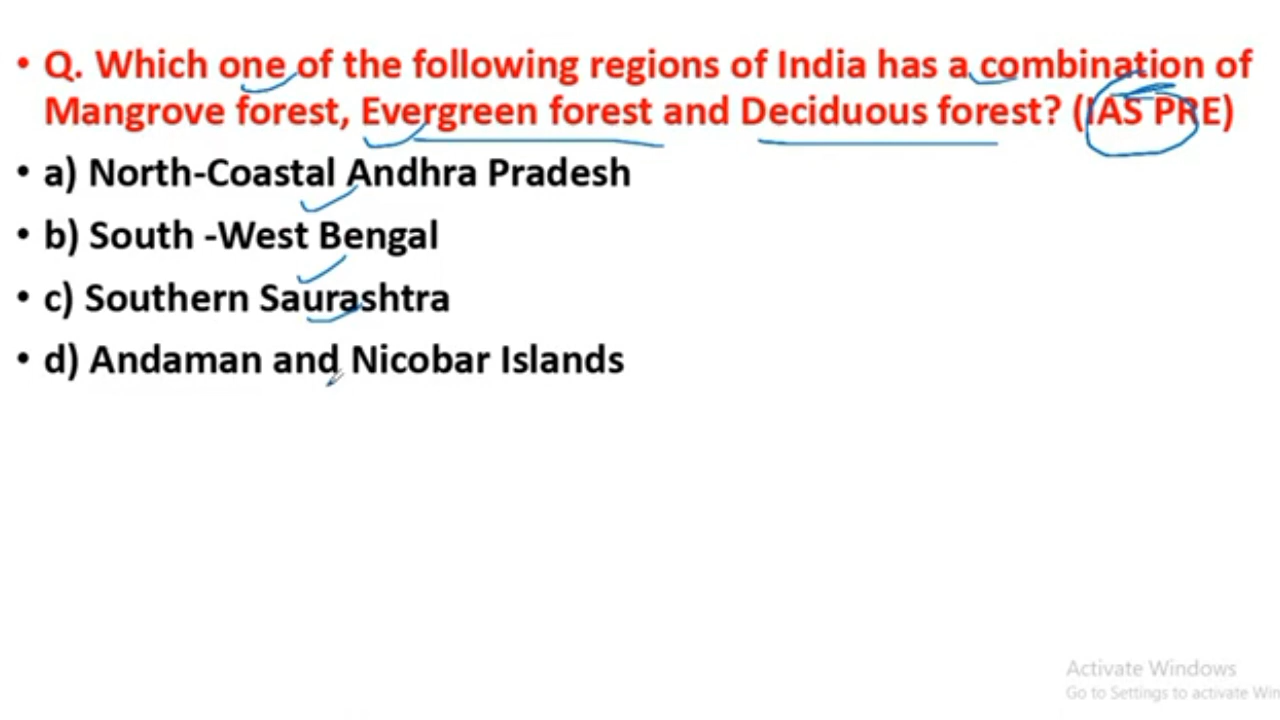 • Q. Which one of the following regions of India has a combination of
Mangrove forest, Evergreen forest and Deciduous forest? (IAS PRE)
• a) North-Coastal Andhra Pradesh
• b) South -West Bengal
• c) Southern Saurashtra
• d) Andaman and Nicobar Islands
Activate Windows
Go to Settings to activate Win